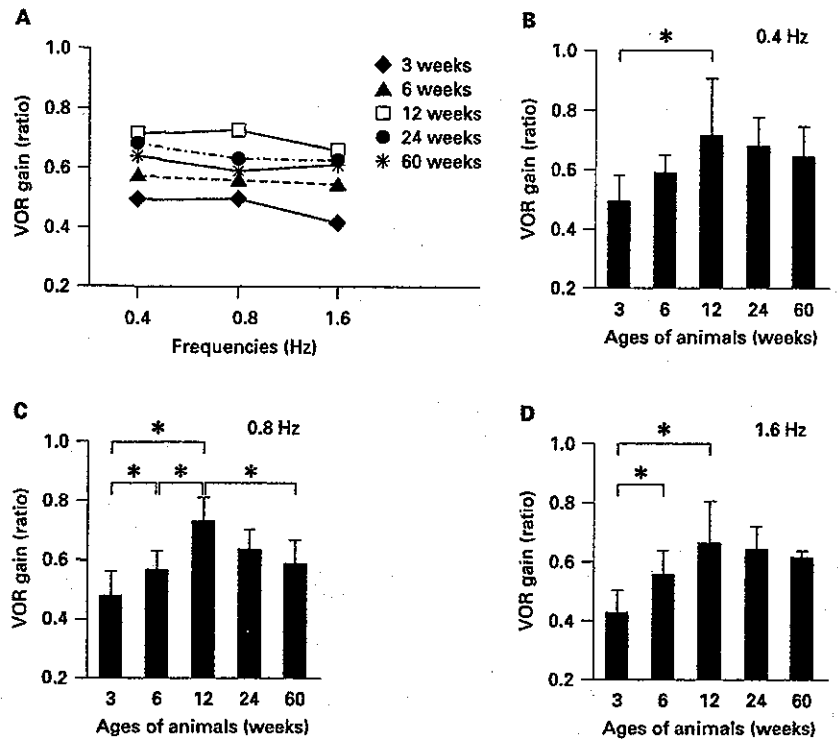 A
1.0
0.8
0.6
0.4
0.2
VOR gain (ratio)
0.4 0.8 1.6
Frequencies (Hz)
3 weeks
6 weeks
12 weeks
24 weeks
60 weeks
B
0.4 Hz
*
1.0
0.8
0.6
0.4
0.2
VOR gain (ratio)
3 6 12 24 60
Ages of animals (weeks)
C
0.8 Hz
*
* * *
1.0
0.8
0.6
0.4
0.2
VOR gain (ratio)
3 6 12 24 60
Ages of animals (weeks)
D
1.6 Hz
*
*
1.0
0.8
0.6
0.4
0.2
VOR gain (ratio)
3 6 12 24 60
Ages of animals (weeks)